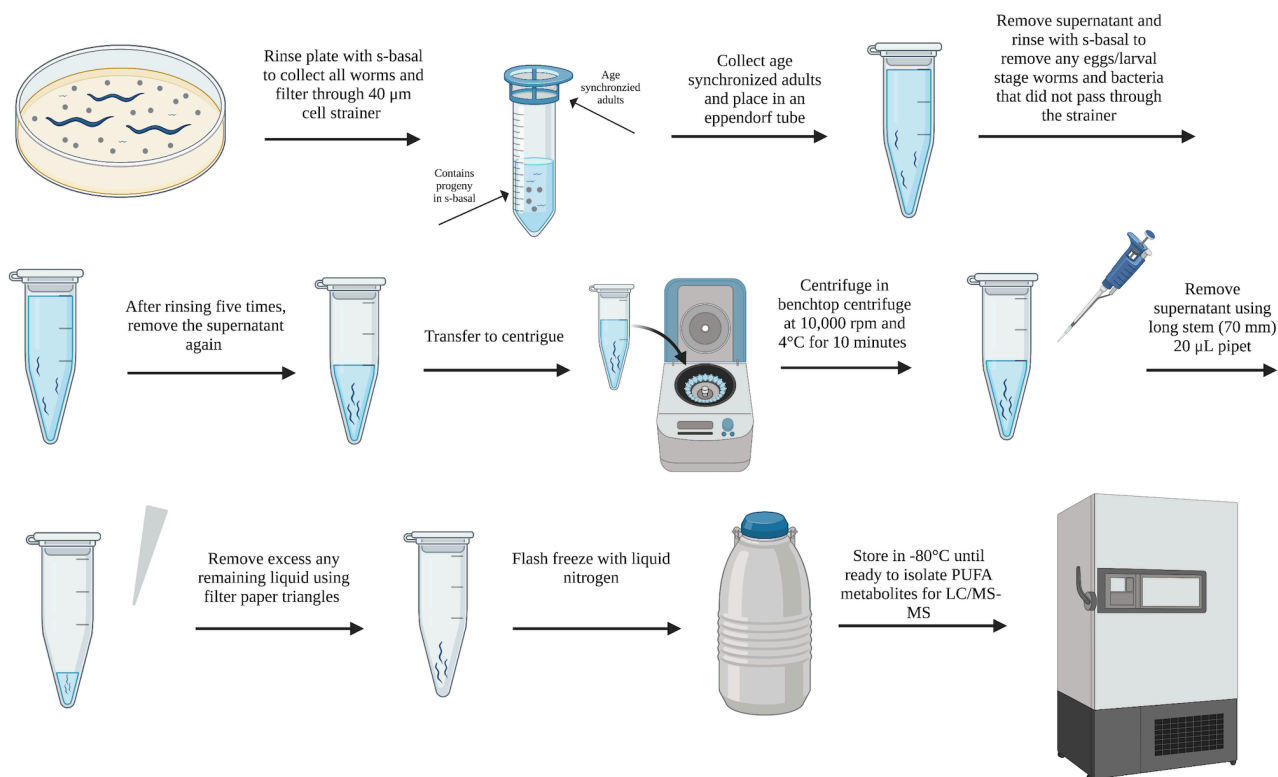 Rinse plate with s-basal
to collect all worms and
filter through 40 μm
cell strainer
Age
synchronzied
adults
Contains
progeny
in s-basal
Collect age
synchronized adults
and place in an
eppendorf tube
Remove supernatant and
rinse with s-basal to
remove any eggs/larval
stage worms and bacteria
that did not pass through
the strainer
After rinsing five times,
remove the supernatant
again
Transfer to centrigue
Centrifuge in
benchtop centrifuge
at 10,000 rpm and
4°C for 10 minutes
Remove
supernatant using
long stem (70 mm)
20 μL pipet
Remove excess any
remaining liquid using
filter paper triangles
Flash freeze with liquid
nitrogen
Store in -80°C until
ready to isolate PUFA
metabolites for LC/MS-
MS